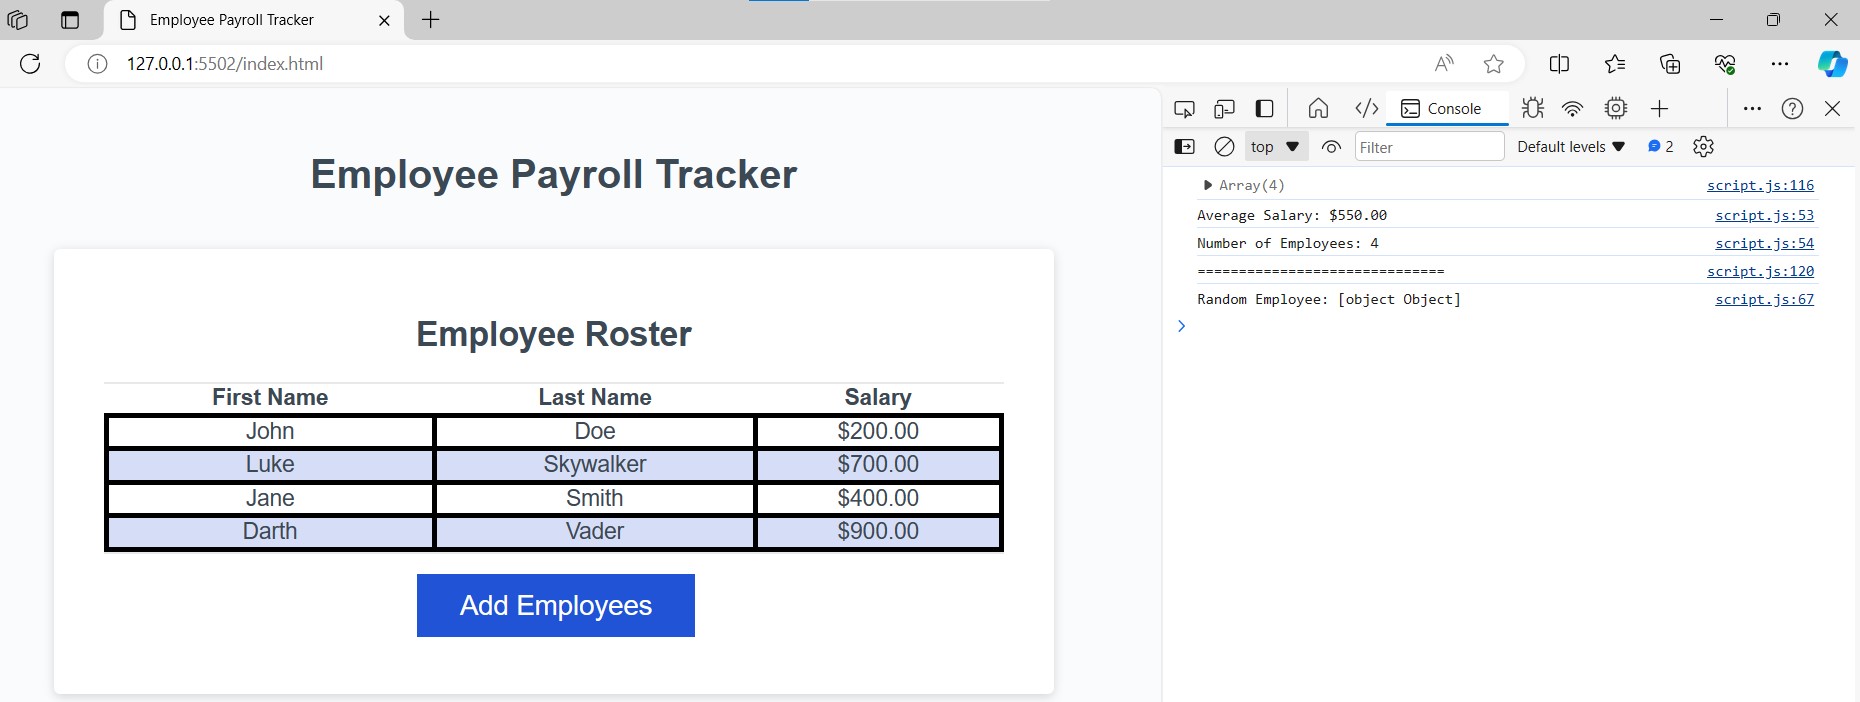 Employee Payroll Tracker
127.0.0.1:5502/index.html
Employee Payroll Tracker
Employee Roster
First Name Last Name Salary
John Doe $200.00
Luke Skywalker $700.00
Jane Smith $400.00
Darth Vader $900.00
Add Employees
Console
top Filter Default levels 2
Array(4) script.js:116
Average Salary: $550.00 script.js:53
Number of Employees: 4 script.js:54
============================== script.js:120
Random Employee: [object Object] script.js:67